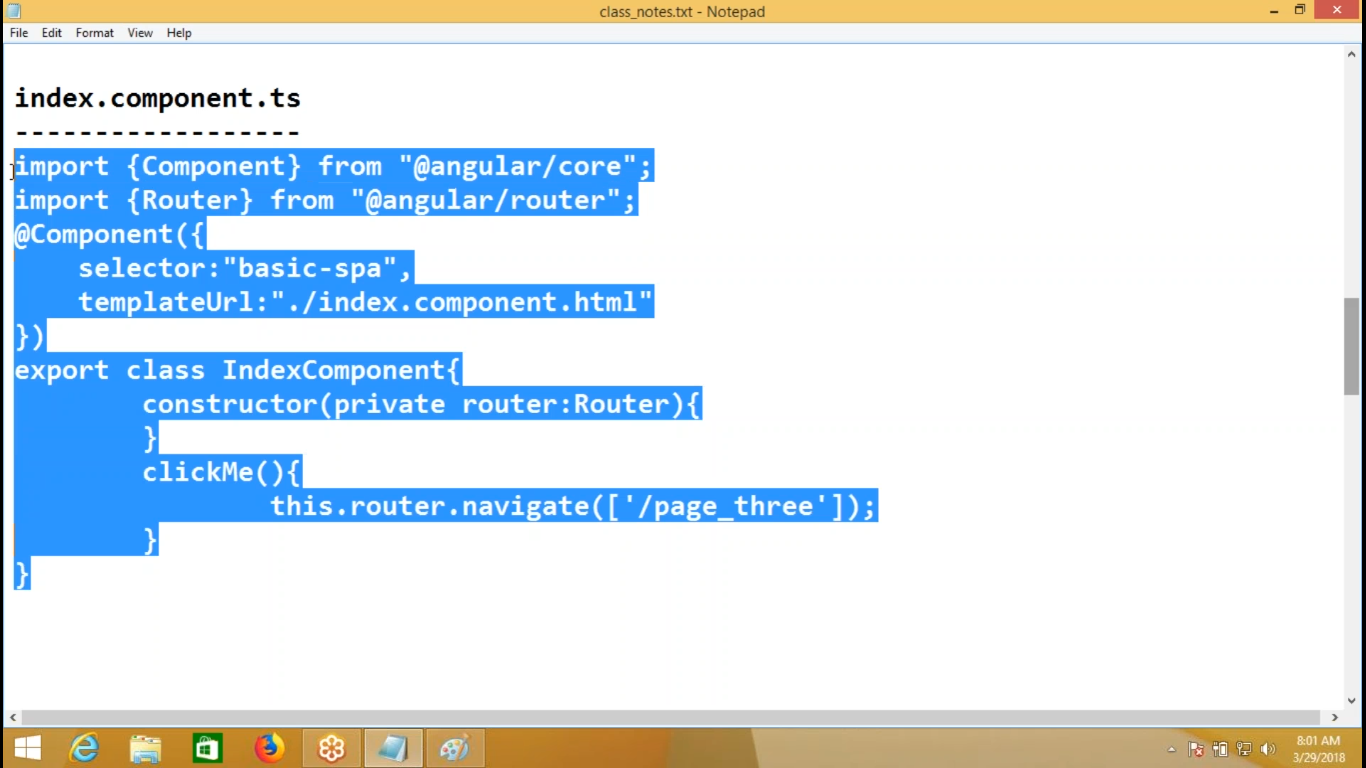 class_notes.txt - Notepad
File Edit Format View Help
index.component.ts
------------------
import {Component} from "@angular/core";
import {Router} from "@angular/router";
@Component({
    selector:"basic-spa",
    templateUrl:"./index.component.html"
})
export class IndexComponent{
        constructor(private router:Router){
        }
        clickMe(){
                this.router.navigate(['/page_three']);
        }
}
8:01 AM
3/29/2018